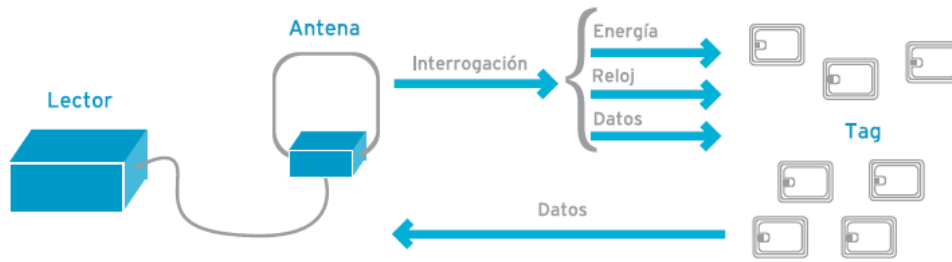 Antena
Energía
Interrogación
Reloj
Lector
Datos
Tag
Datos